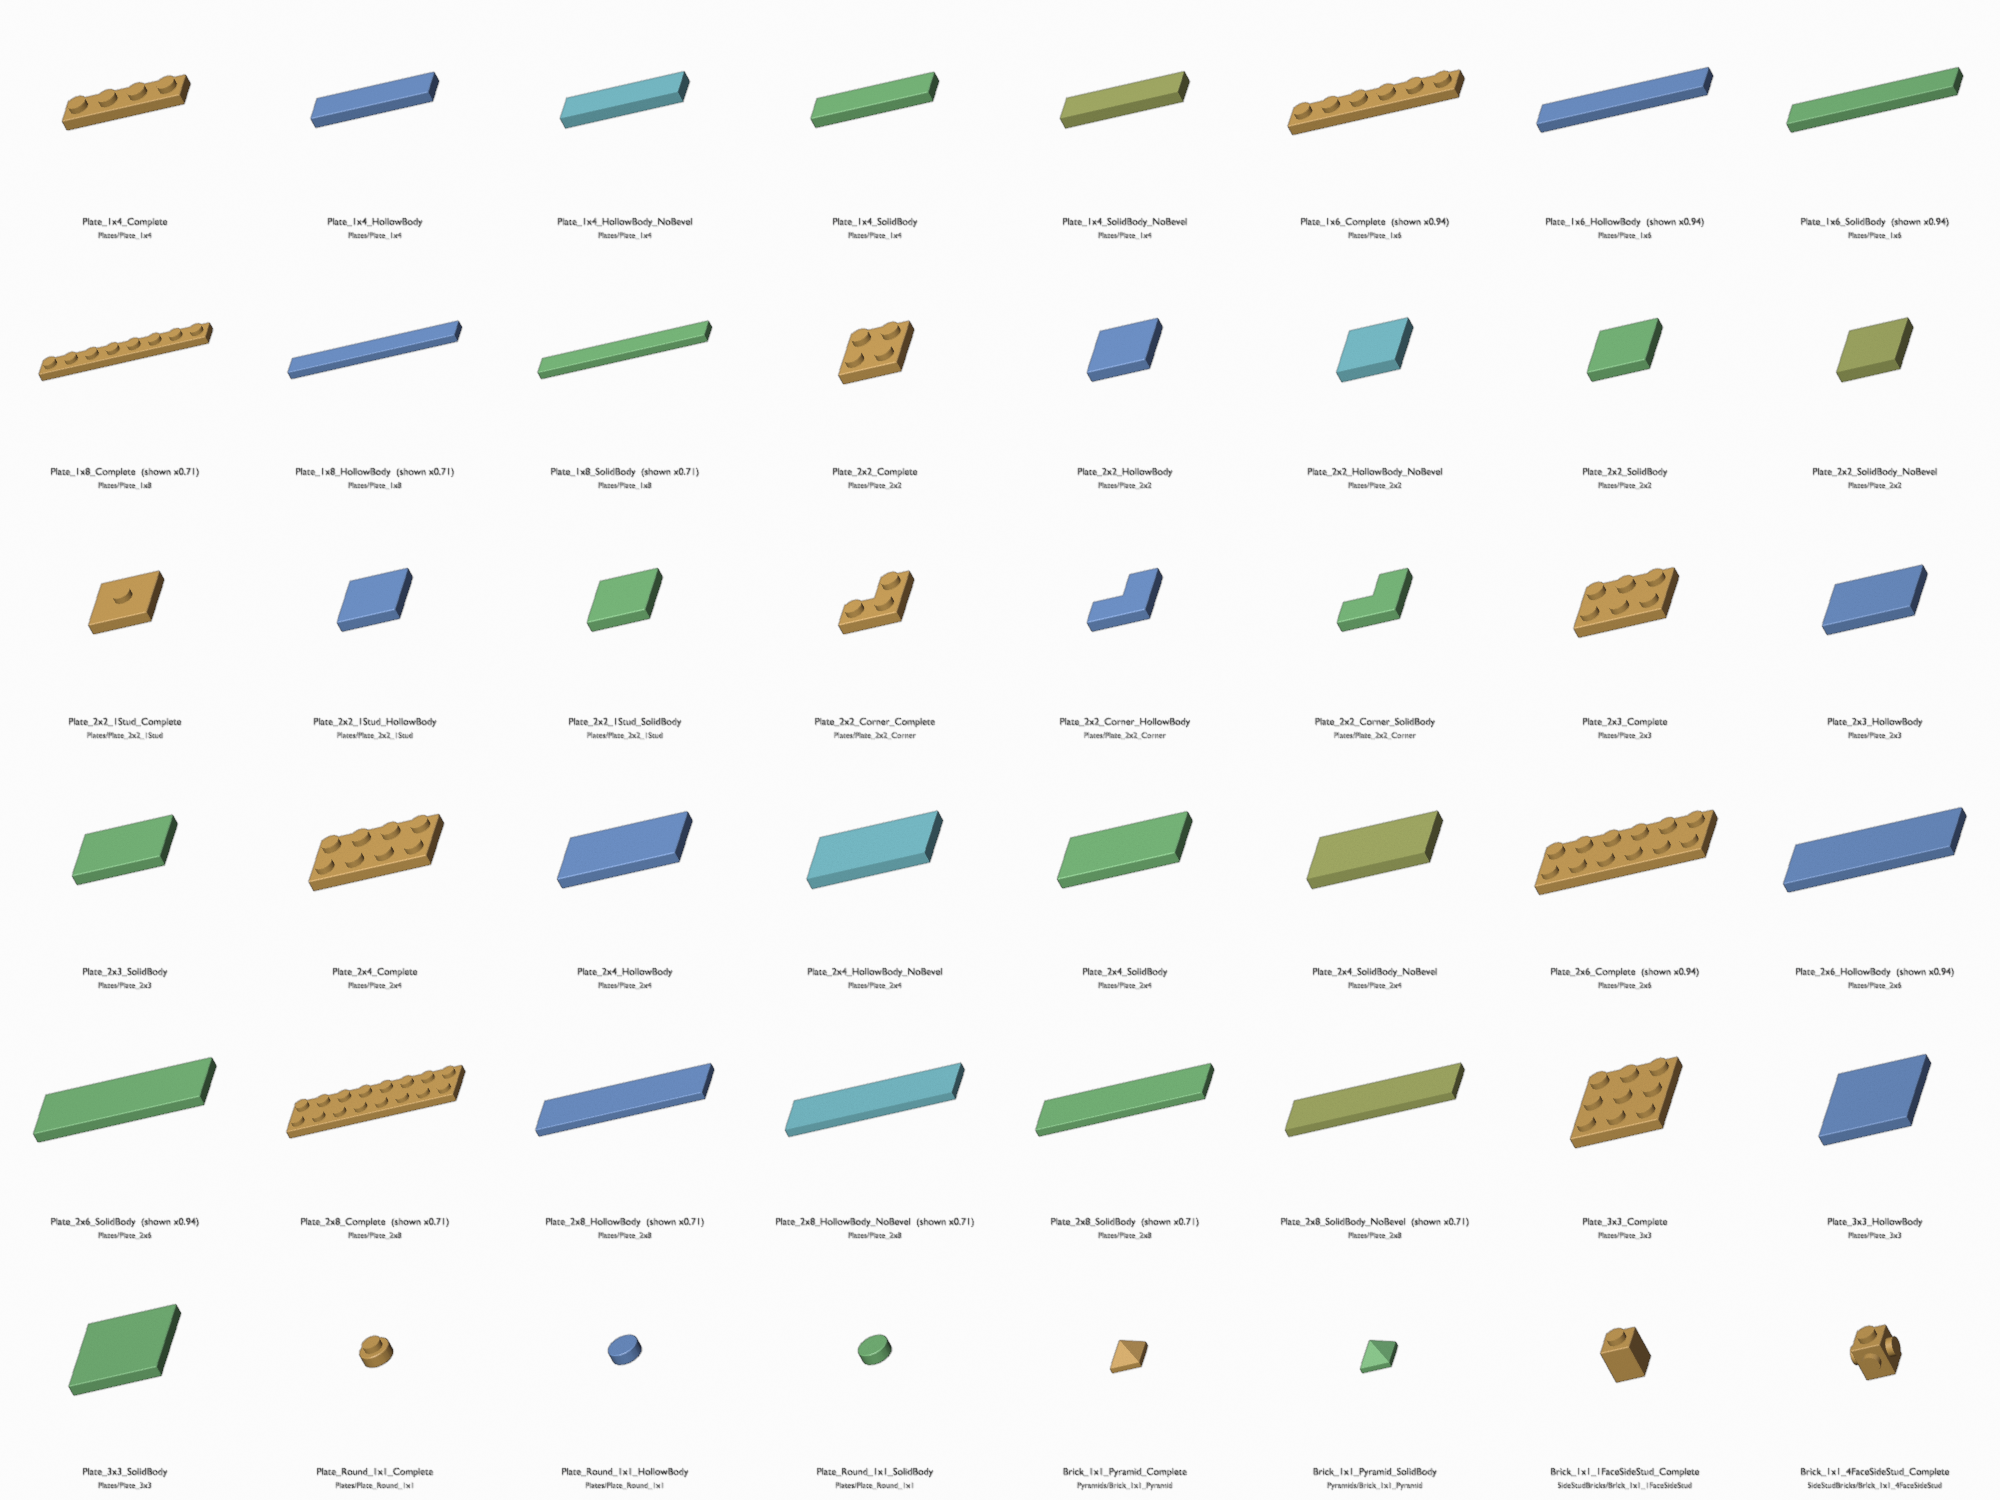 Plate_1x4_Complete
Plates/Plate_1x4
Plate_1x4_HollowBody
Plates/Plate_1x4
Plate_1x4_HollowBody_NoBevel
Plates/Plate_1x4
Plate_1x4_SolidBody
Plates/Plate_1x4
Plate_1x4_SolidBody_NoBevel
Plates/Plate_1x4
Plate_1x6_Complete (shown x0.94)
Plates/Plate_1x6
Plate_1x6_HollowBody (shown x0.94)
Plates/Plate_1x6
Plate_1x6_SolidBody (shown x0.94)
Plates/Plate_1x6
Plate_1x8_Complete (shown x0.71)
Plates/Plate_1x8
Plate_1x8_HollowBody (shown x0.71)
Plates/Plate_1x8
Plate_1x8_SolidBody (shown x0.71)
Plates/Plate_1x8
Plate_2x2_Complete
Plates/Plate_2x2
Plate_2x2_HollowBody
Plates/Plate_2x2
Plate_2x2_HollowBody_NoBevel
Plates/Plate_2x2
Plate_2x2_SolidBody
Plates/Plate_2x2
Plate_2x2_SolidBody_NoBevel
Plates/Plate_2x2
Plate_2x2_1Stud_Complete
Plates/Plate_2x2_1Stud
Plate_2x2_1Stud_HollowBody
Plates/Plate_2x2_1Stud
Plate_2x2_1Stud_SolidBody
Plates/Plate_2x2_1Stud
Plate_2x2_Corner_Complete
Plates/Plate_2x2_Corner
Plate_2x2_Corner_HollowBody
Plates/Plate_2x2_Corner
Plate_2x2_Corner_SolidBody
Plates/Plate_2x2_Corner
Plate_2x3_Complete
Plates/Plate_2x3
Plate_2x3_HollowBody
Plates/Plate_2x3
Plate_2x3_SolidBody
Plates/Plate_2x3
Plate_2x4_Complete
Plates/Plate_2x4
Plate_2x4_HollowBody
Plates/Plate_2x4
Plate_2x4_HollowBody_NoBevel
Plates/Plate_2x4
Plate_2x4_SolidBody
Plates/Plate_2x4
Plate_2x4_SolidBody_NoBevel
Plates/Plate_2x4
Plate_2x6_Complete (shown x0.94)
Plates/Plate_2x6
Plate_2x6_HollowBody (shown x0.94)
Plates/Plate_2x6
Plate_2x6_SolidBody (shown x0.94)
Plates/Plate_2x6
Plate_2x8_Complete (shown x0.71)
Plates/Plate_2x8
Plate_2x8_HollowBody (shown x0.71)
Plates/Plate_2x8
Plate_2x8_HollowBody_NoBevel (shown x0.71)
Plates/Plate_2x8
Plate_2x8_SolidBody (shown x0.71)
Plates/Plate_2x8
Plate_2x8_SolidBody_NoBevel (shown x0.71)
Plates/Plate_2x8
Plate_3x3_Complete
Plates/Plate_3x3
Plate_3x3_HollowBody
Plates/Plate_3x3
Plate_3x3_SolidBody
Plates/Plate_3x3
Plate_Round_1x1_Complete
Plates/Plate_Round_1x1
Plate_Round_1x1_HollowBody
Plates/Plate_Round_1x1
Plate_Round_1x1_SolidBody
Plates/Plate_Round_1x1
Brick_1x1_Pyramid_Complete
Pyramids/Brick_1x1_Pyramid
Brick_1x1_Pyramid_SolidBody
Pyramids/Brick_1x1_Pyramid
Brick_1x1_1FaceSideStud_Complete
SideStudBricks/Brick_1x1_1FaceSideStud
Brick_1x1_4FaceSideStud_Complete
SideStudBricks/Brick_1x1_4FaceSideStud